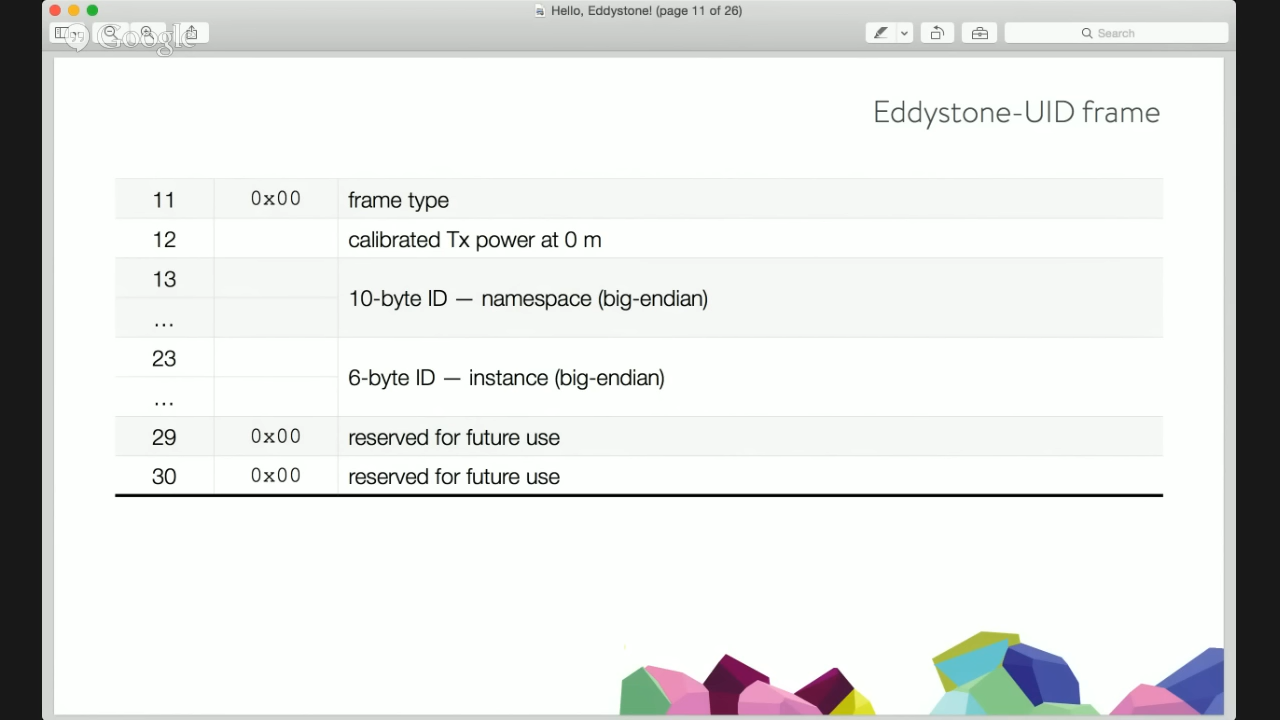 Hello, Eddystone! (page 11 of 26)
Google
Search
Eddystone-UID frame
11 0x00 frame type
12 calibrated Tx power at 0 m
13
10-byte ID — namespace (big-endian)
...
23
6-byte ID — instance (big-endian)
...
29 0x00 reserved for future use
30 0x00 reserved for future use